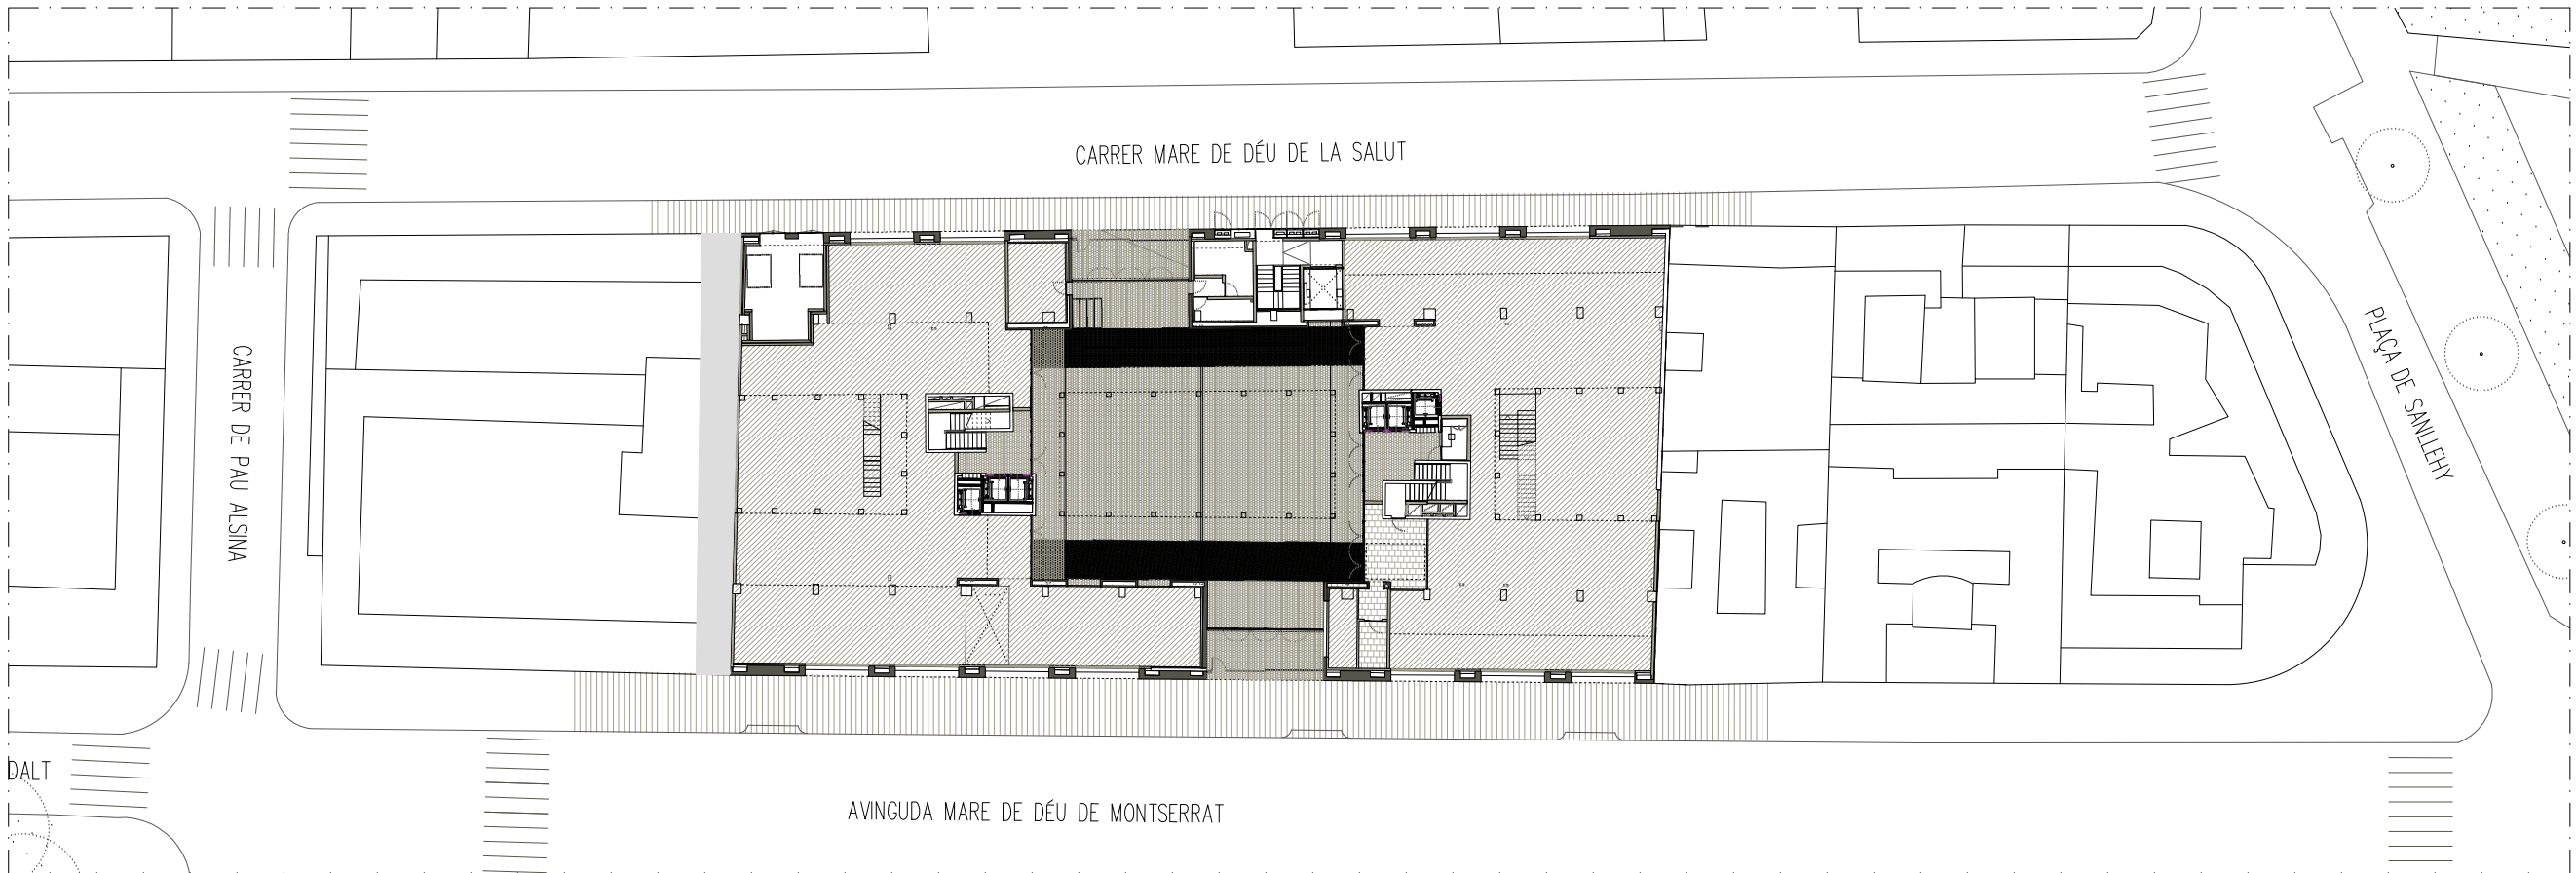 CARRER MARE DE DÉU DE LA SALUT
CARRER DE PAU ALSINA
PLAÇA DE SANLLEHY
DALT
AVINGUDA MARE DE DÉU DE MONTSERRAT